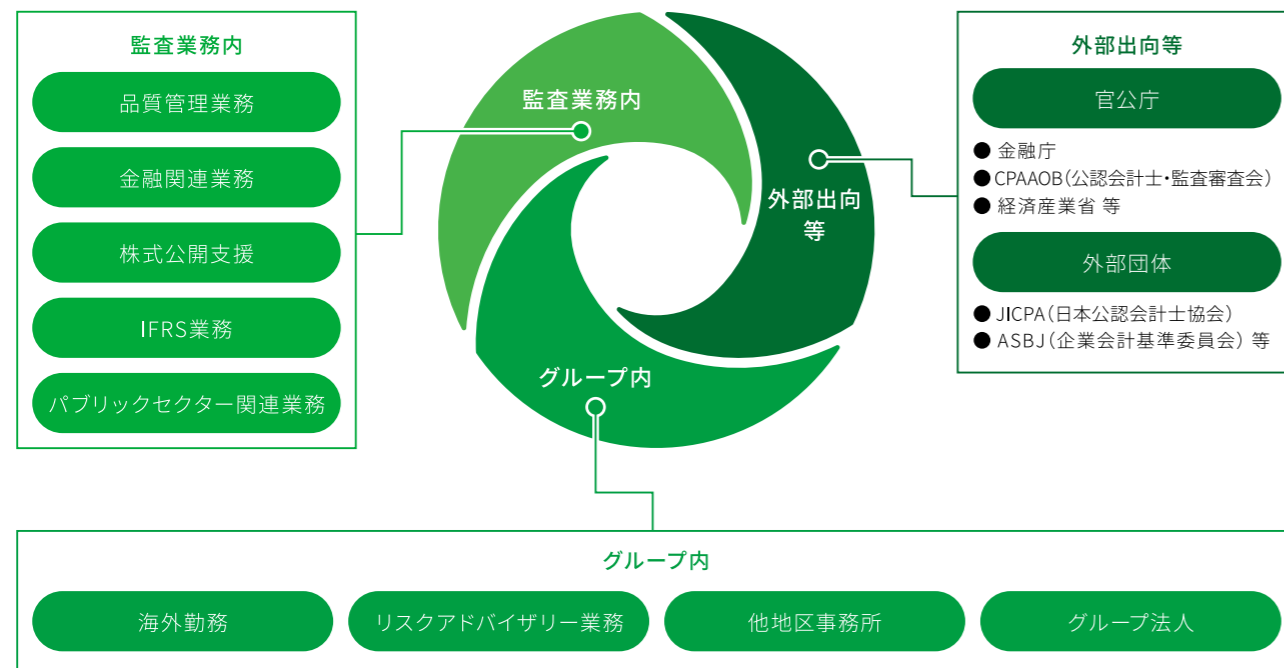 監査業務内
品質管理業務
金融関連業務
株式公開支援
IFRS業務
パブリックセクター関連業務
監査業務内
外部出向
等
グループ内
外部出向等
官公庁
● 金融庁
● CPAAOB（公認会計士・監査審査会）
● 経済産業省 等
外部団体
● JICPA（日本公認会計士協会）
● ASBJ（企業会計基準委員会）等
グループ内
海外勤務
リスクアドバイザリー業務
他地区事務所
グループ法人